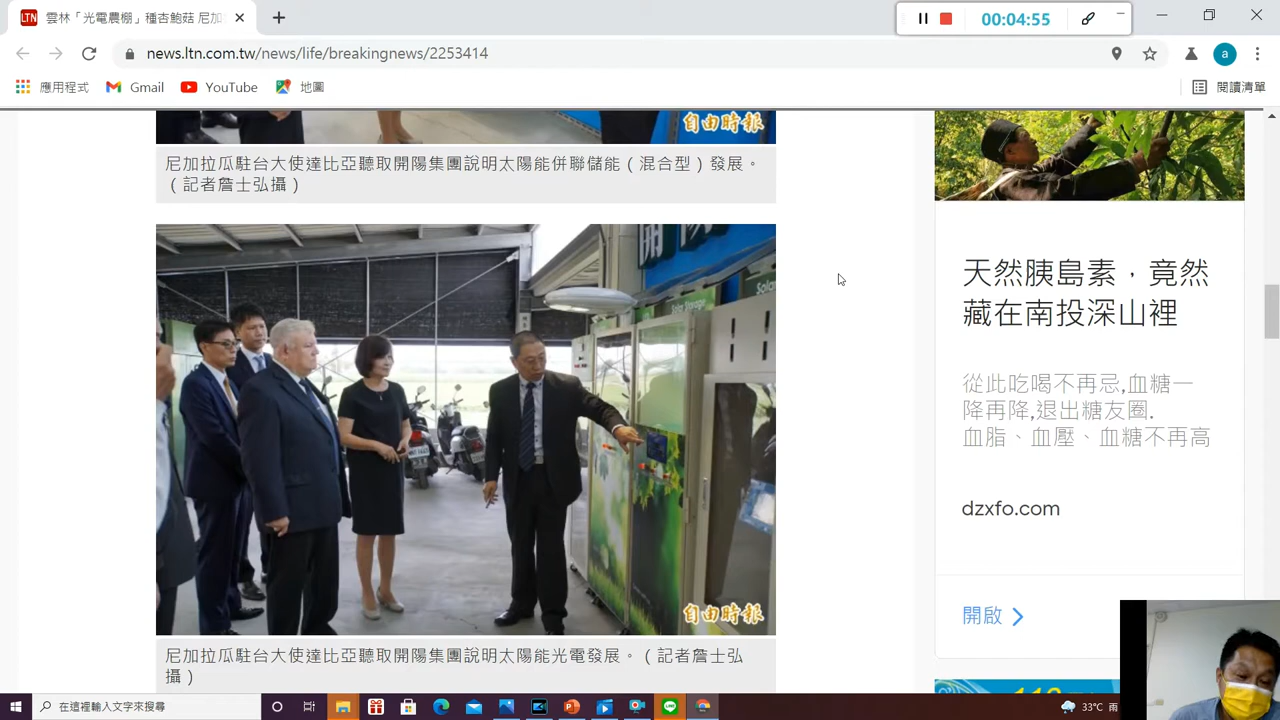 雲林「光電農棚」種杏鮑菇 尼加
00:04:55
news.ltn.com.tw/news/life/breakingnews/2253414
a
應用程式
Gmail
YouTube
地圖
閱讀清單
自由時報
尼加拉瓜駐台大使達比亞聽取開陽集團說明太陽能併聯儲能（混合型）發展。
（記者詹士弘攝）
Solar Storage
自由時報
尼加拉瓜駐台大使達比亞聽取開陽集團說明太陽能光電發展。（記者詹士弘
攝）
天然胰島素，竟然
藏在南投深山裡
從此吃喝不再忌,血糖一
降再降,退出糖友圈.
血脂、血壓、血糖不再高
dzxfo.com
開啟
在這裡輸入文字來搜尋
33°C 雨